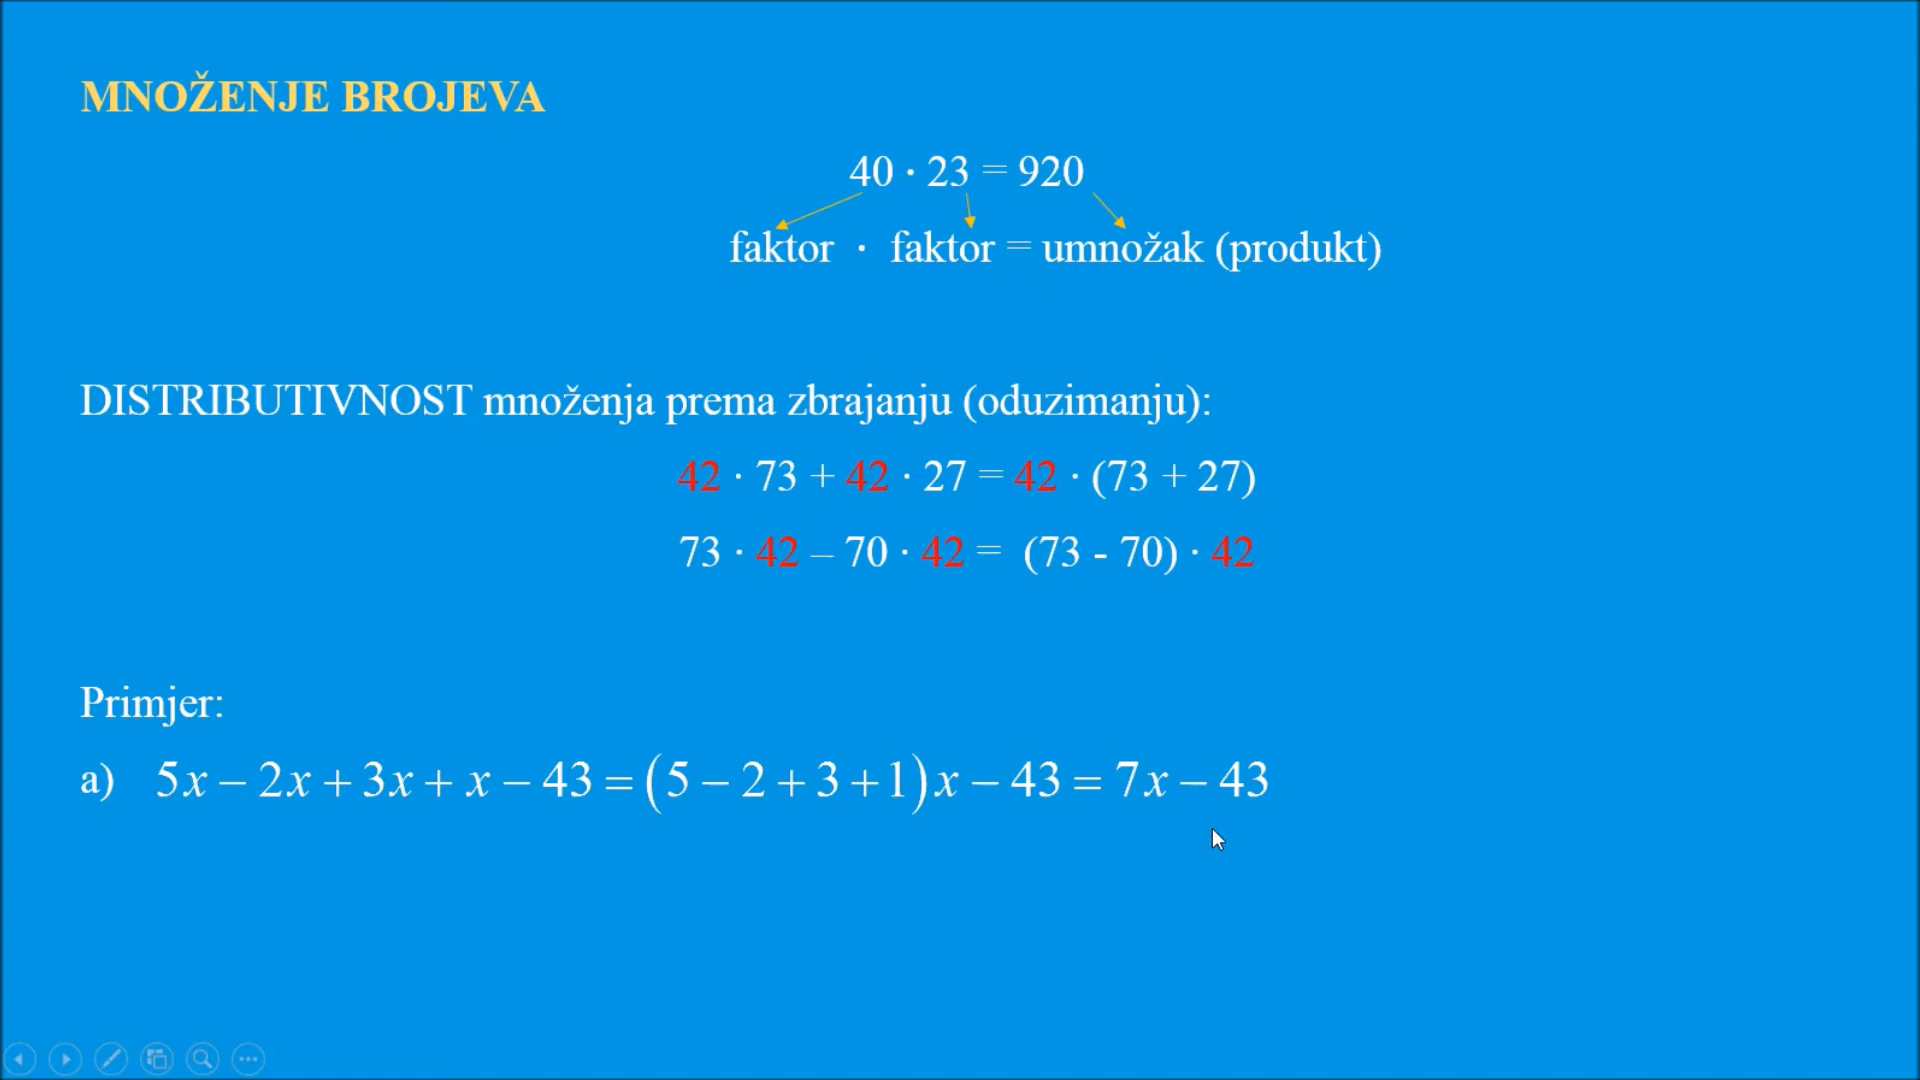 MNOŽENJE BROJEVA
40 · 23 = 920
faktor · faktor = umnožak (produkt)
DISTRIBUTIVNOST množenja prema zbrajanju (oduzimanju):
42 · 73 + 42 · 27 = 42 · (73 + 27)
73 · 42 – 70 · 42 = (73 - 70) · 42
Primjer:
a) 5x − 2x + 3x + x − 43 = (5 − 2 + 3 + 1)x − 43 = 7x − 43